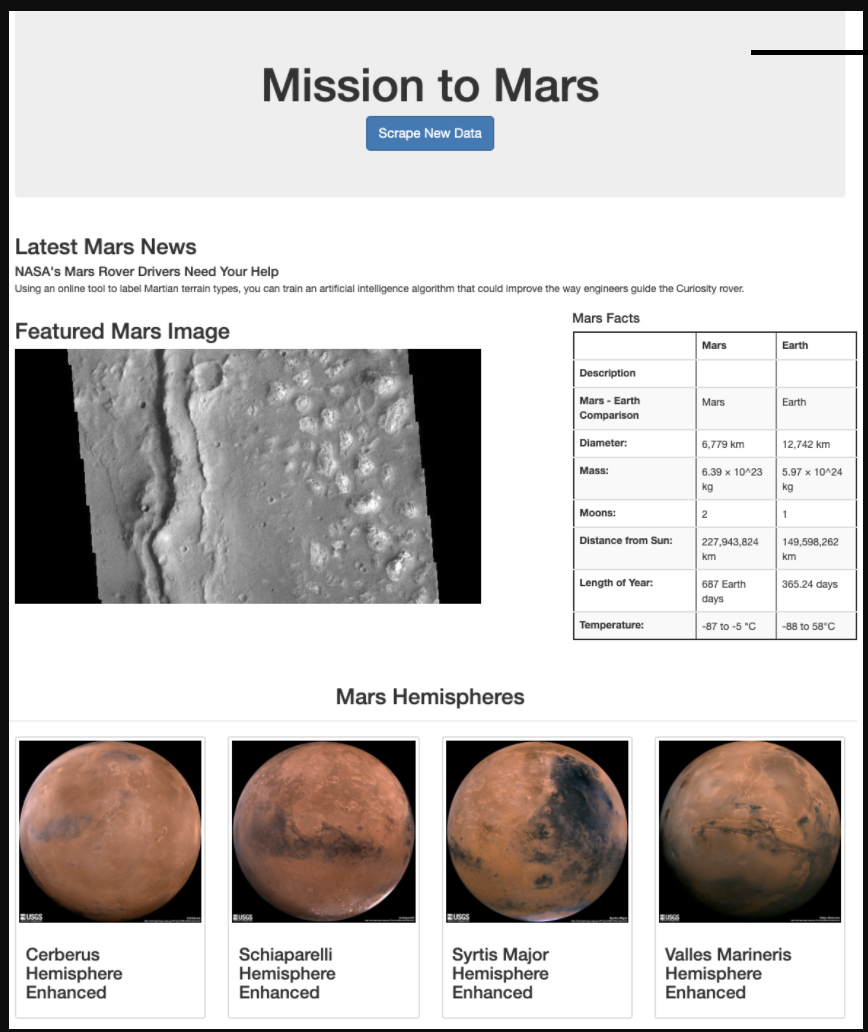 Mission to Mars
Scrape New Data
Latest Mars News
NASA's Mars Rover Drivers Need Your Help
Using an online tool to label Martian terrain types, you can train an artificial intelligence algorithm that could improve the way engineers guide the Curiosity rover.
Featured Mars Image
Mars Facts
Mars Earth
Description
Mars - Earth
Comparison Mars Earth
Diameter: 6,779 km 12,742 km
Mass: 6.39 × 10^23 5.97 × 10^24
kg kg
Moons: 2 1
Distance from Sun: 227,943,824 149,598,262
km km
Length of Year: 687 Earth 365.24 days
days
Temperature: -87 to -5 °C -88 to 58°C
Mars Hemispheres
USGS
USGS
USGS
USGS
Cerberus
Hemisphere
Enhanced
Schiaparelli
Hemisphere
Enhanced
Syrtis Major
Hemisphere
Enhanced
Valles Marineris
Hemisphere
Enhanced